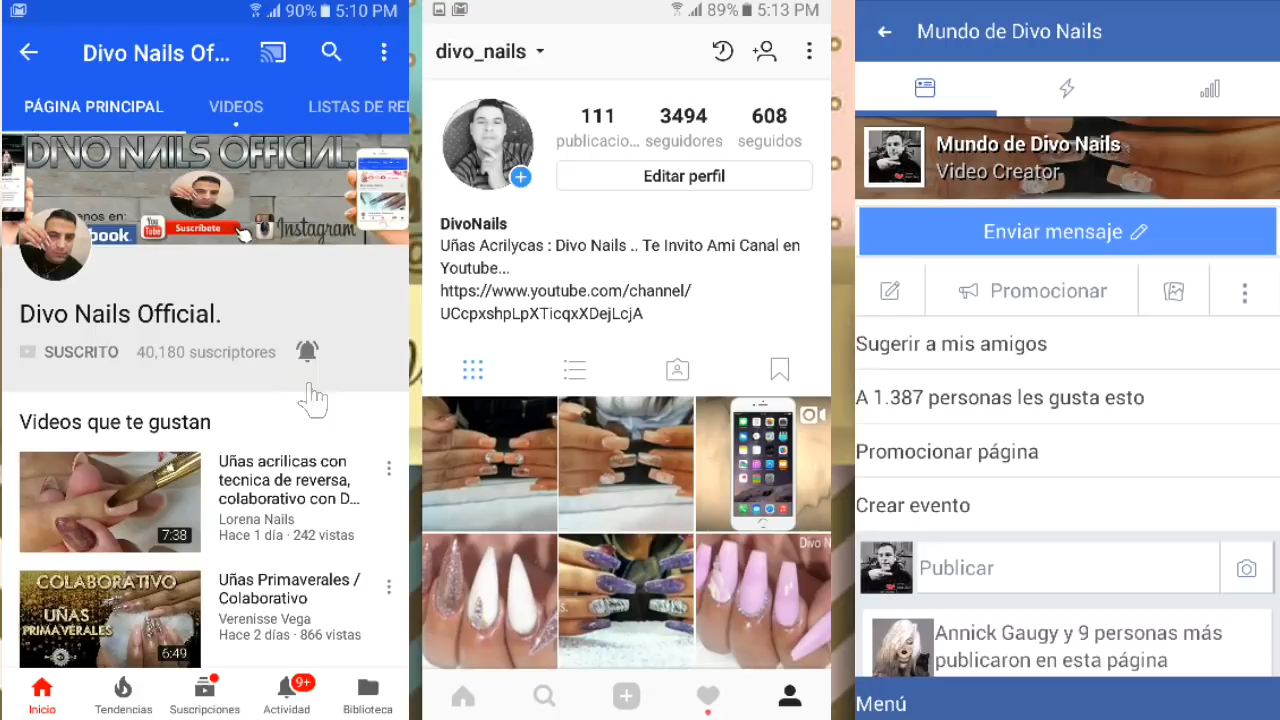 90% 5:10 PM
Divo Nails Of...
PÁGINA PRINCIPAL VIDEOS LISTAS DE RE
DIVO NAILS OFFICIAL.
enos en:
book
You Tube
Suscríbete
Instagram
Divo Nails Official.
SUSCRITO 40,180 suscriptores
Videos que te gustan
Uñas acrilicas con
tecnica de reversa,
colaborativo con D...
Lorena Nails
Hace 1 día · 242 vistas
7:38
COLABORATIVO
UÑAS
PRIMAVERALES
6:49
Uñas Primaverales /
Colaborativo
Verenisse Vega
Hace 2 días · 866 vistas
9+
Inicio Tendencias Suscripciones Actividad Biblioteca
89% 5:13 PM
divo_nails
111 3494 608
publicacio... seguidores seguidos
Editar perfil
DivoNails
Uñas Acrilycas : Divo Nails .. Te Invito Ami Canal en
Youtube...
https://www.youtube.com/channel/
UCcpxshpLpXTicqxXDejLcjA
Divo N
s.
Mundo de Divo Nails
Mundo de Divo Nails
Video Creator
Enviar mensaje
Promocionar
Sugerir a mis amigos
A 1.387 personas les gusta esto
Promocionar página
Crear evento
Publicar
Annick Gaugy y 9 personas más
publicaron en esta página
Menú